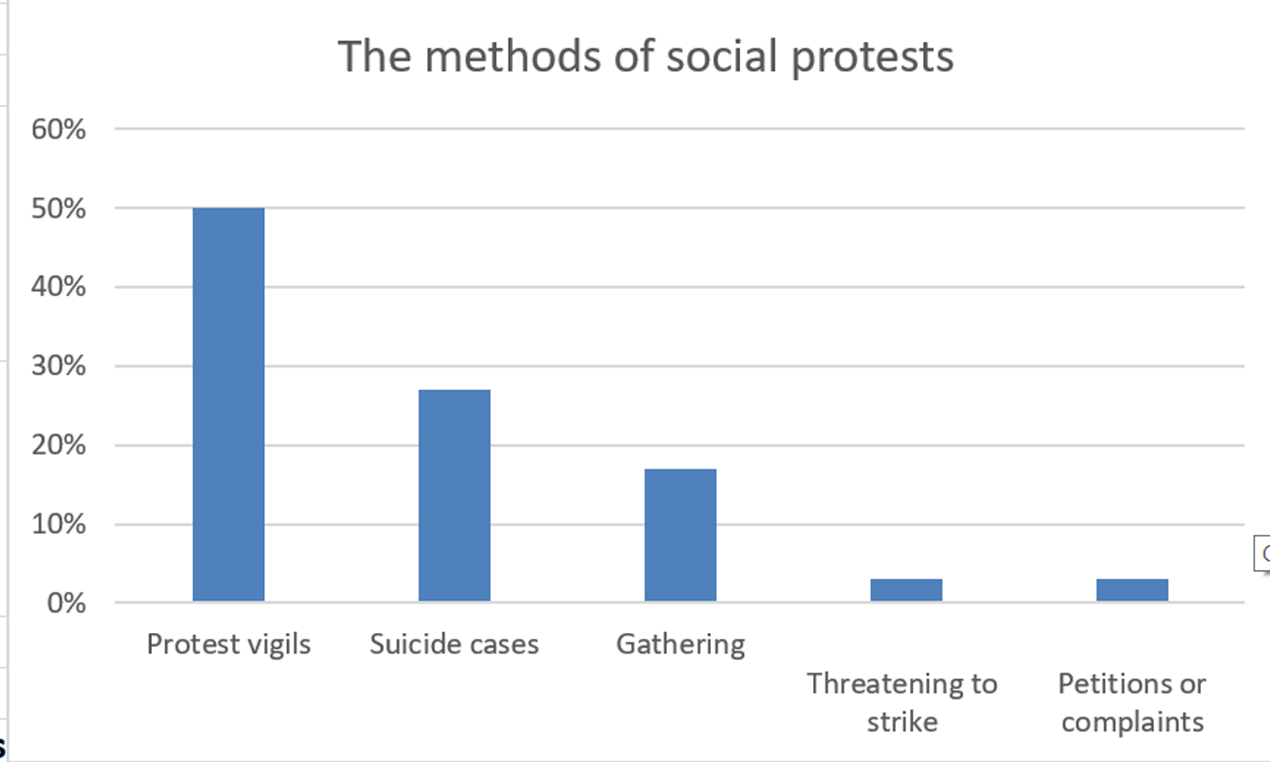 The methods of social protests
60%
50%
40%
30%
20%
10%
0%
Protest vigils
Suicide cases
Gathering
Threatening to
strike
Petitions or
complaints